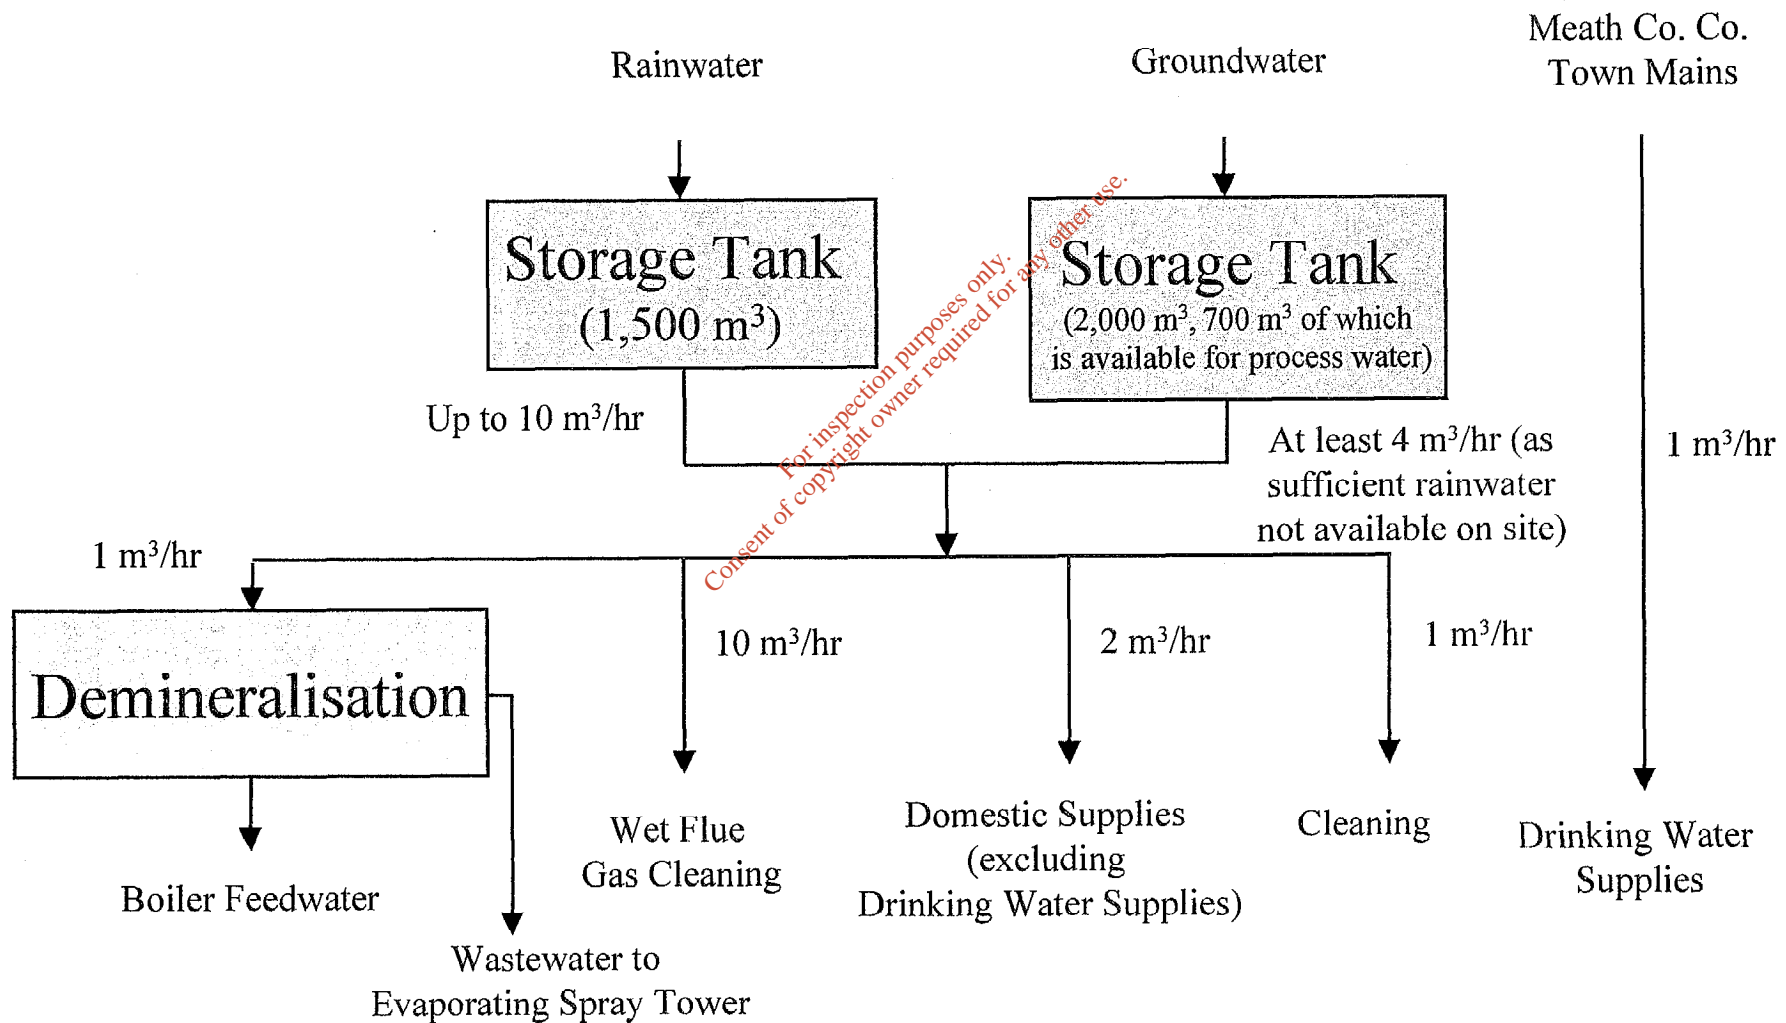 Rainwater
Groundwater
Meath Co. Co.
Town Mains
Storage Tank
(1,500 m³)
Storage Tank
(2,000 m³, 700 m³ of which
is available for process water)
Up to 10 m³/hr
At least 4 m³/hr (as
sufficient rainwater
not available on site)
1 m³/hr
For inspection purposes only.
Consent of copyright owner required for any other use.
1 m³/hr
Demineralisation
10 m³/hr
2 m³/hr
1 m³/hr
Boiler Feedwater
Wastewater to
Evaporating Spray Tower
Wet Flue
Gas Cleaning
Domestic Supplies
(excluding
Drinking Water Supplies)
Cleaning
Drinking Water
Supplies